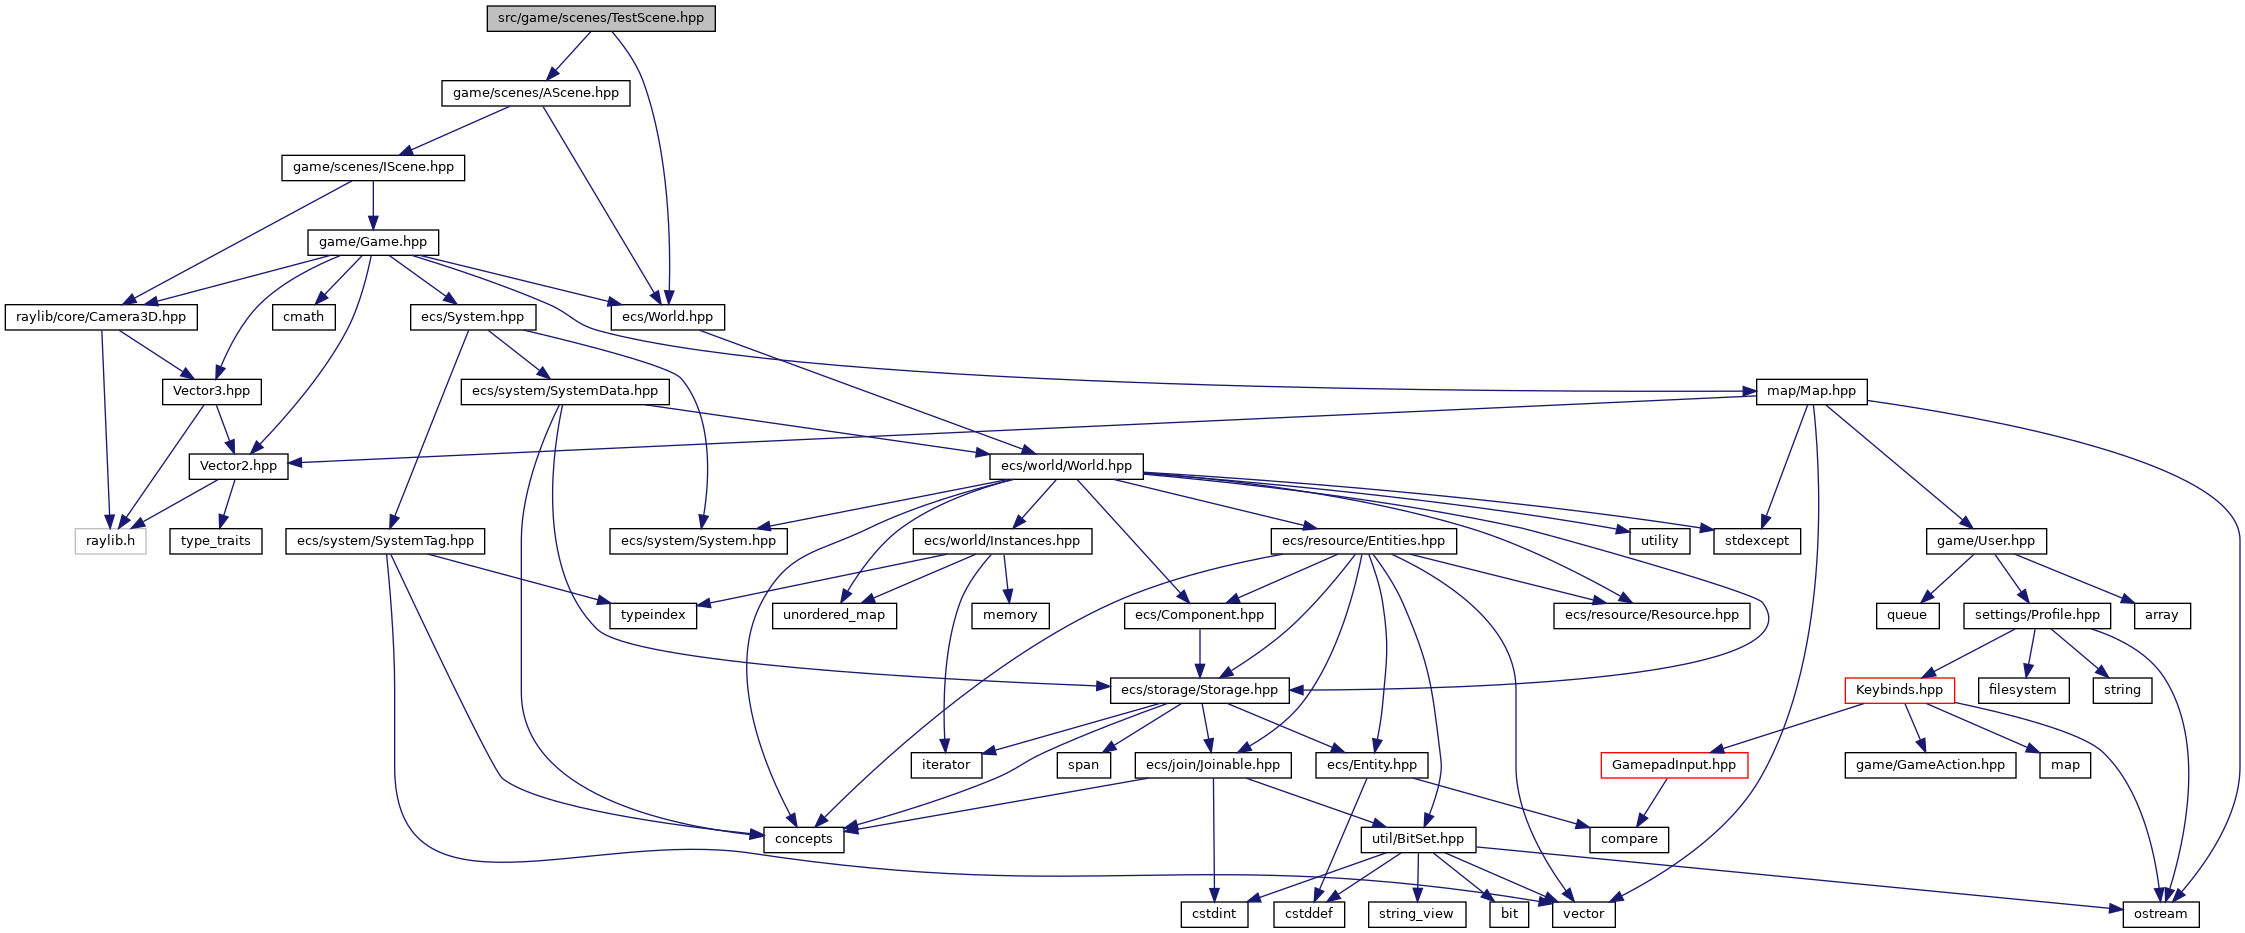 src/game/scenes/TestScene.hpp
game/scenes/AScene.hpp
game/scenes/IScene.hpp
game/Game.hpp
raylib/core/Camera3D.hpp
cmath
ecs/System.hpp
ecs/World.hpp
Vector3.hpp
ecs/system/SystemData.hpp
map/Map.hpp
Vector2.hpp
ecs/world/World.hpp
raylib.h
type_traits
ecs/system/SystemTag.hpp
ecs/system/System.hpp
ecs/world/Instances.hpp
ecs/resource/Entities.hpp
utility
stdexcept
game/User.hpp
typeindex
unordered_map
memory
ecs/Component.hpp
ecs/resource/Resource.hpp
queue
settings/Profile.hpp
array
ecs/storage/Storage.hpp
Keybinds.hpp
filesystem
string
iterator
span
ecs/join/Joinable.hpp
ecs/Entity.hpp
GamepadInput.hpp
game/GameAction.hpp
map
concepts
util/BitSet.hpp
compare
cstdint
cstddef
string_view
bit
vector
ostream